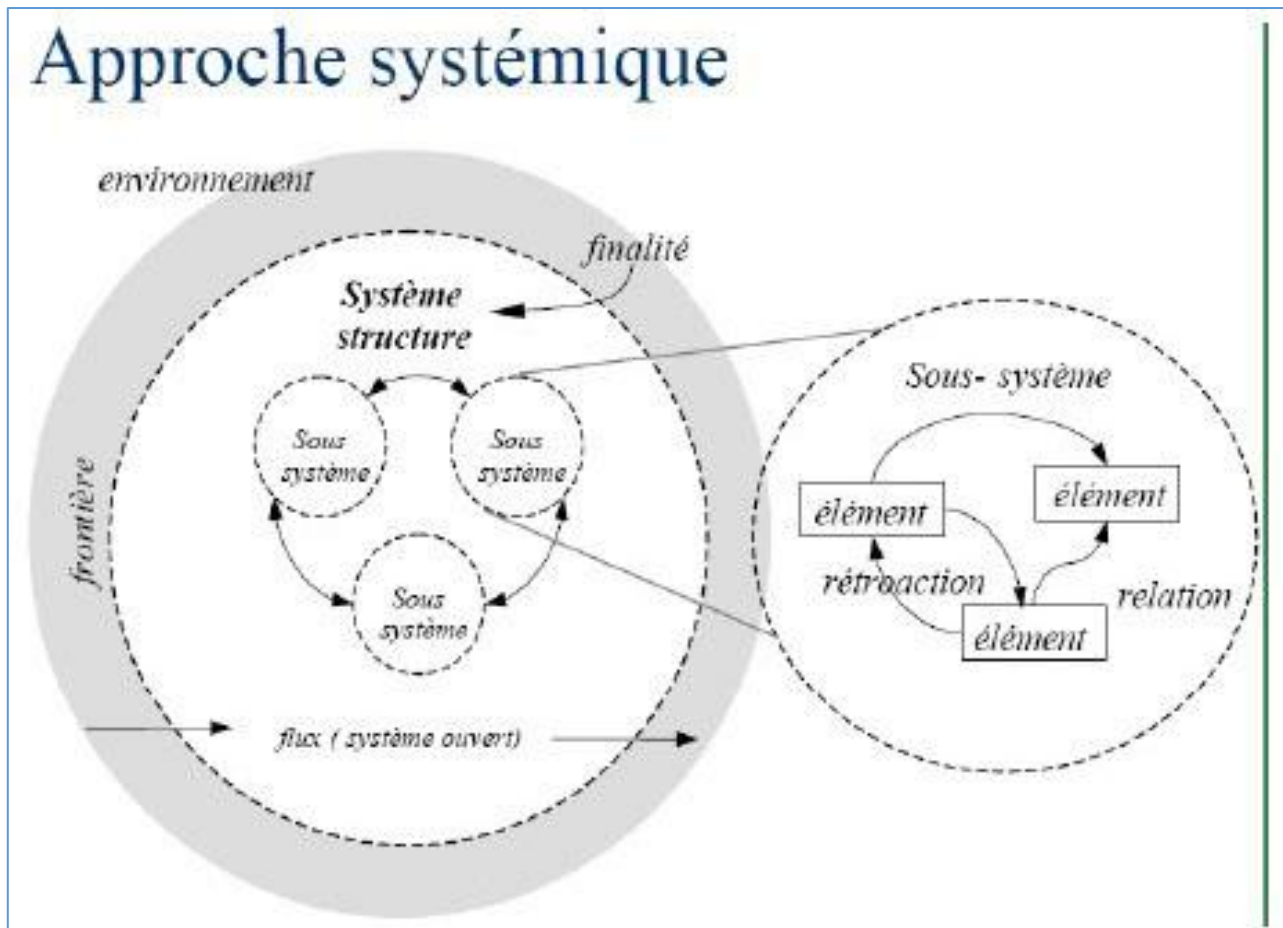 Approche systémique
environnement
finalité
Système
structure
Sous
système
Sous
système
Sous
système
frontière
flux ( système ouvert)
Sous- système
élément
élément
rétroaction
relation
élément